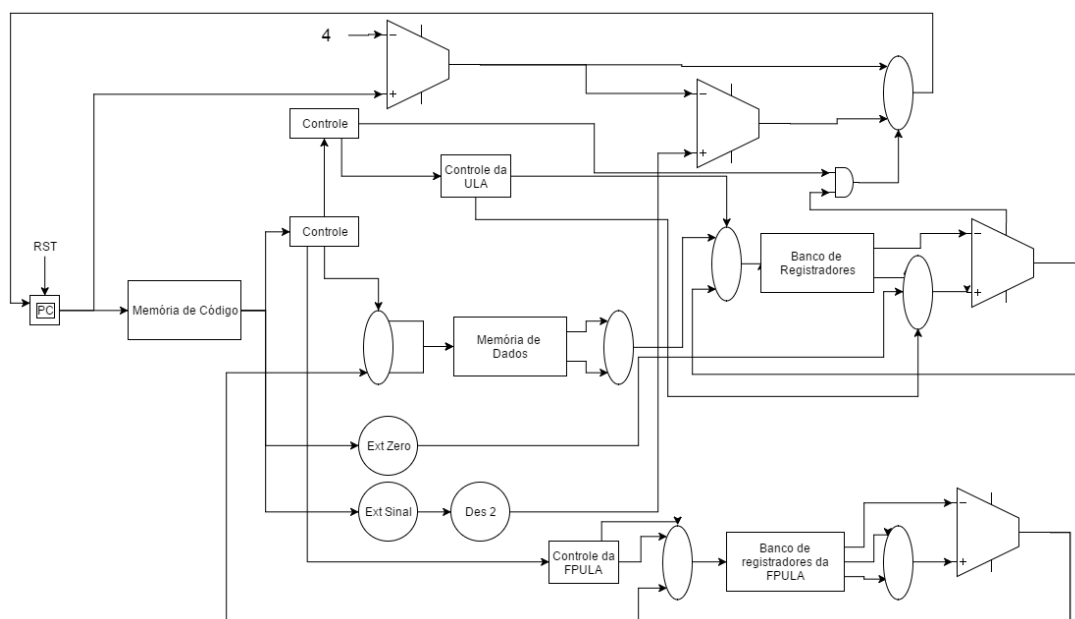 4
−
+
−
+
Controle
Controle da
ULA
Controle
RST
PC
Memória de Código
Banco de
Registradores
−
+
Memória de
Dados
Ext Zero
Ext Sinal
Des 2
Controle da
FPULA
Banco de
registradores da
FPULA
−
+